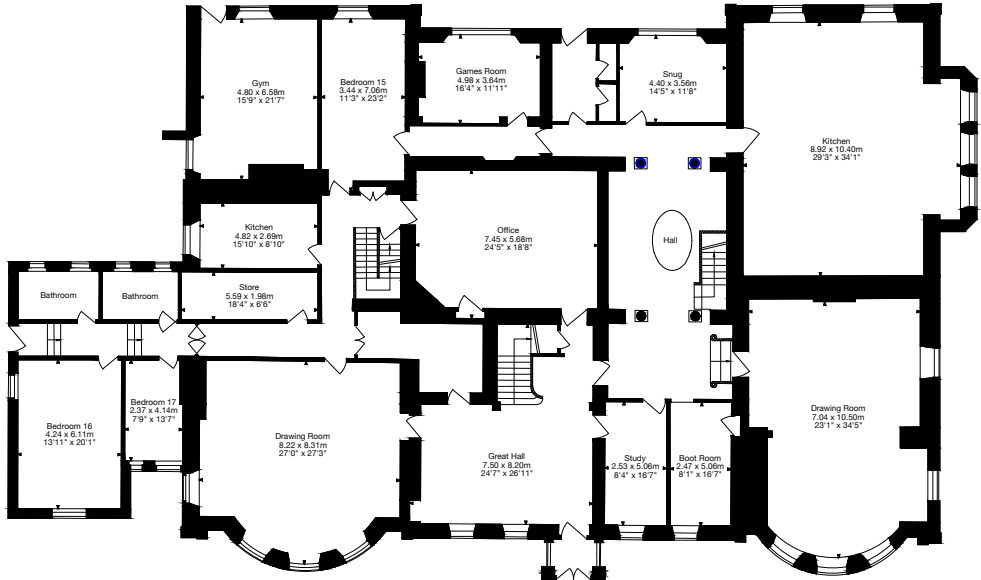 Gym
4.80 x 6.58m
15'9" x 21'7"
Bedroom 15
3.44 x 7.06m
11'3" x 23'2"
Games Room
4.98 x 3.64m
16'4" x 11'11"
Snug
4.40 x 3.56m
14'5" x 11'8"
Kitchen
8.92 x 10.40m
29'3" x 34'1"
Kitchen
4.82 x 2.69m
15'10" x 8'10"
Office
7.45 x 5.68m
24'5" x 18'8"
Hall
Bathroom
Bathroom
Store
5.59 x 1.98m
18'4" x 6'6"
Bedroom 17
2.37 x 4.14m
7'9" x 13'7"
Bedroom 16
4.24 x 6.11m
13'11" x 20'1"
Drawing Room
8.22 x 8.31m
27'0" x 27'3"
Great Hall
7.50 x 8.20m
24'7" x 26'11"
Study
2.53 x 5.06m
8'4" x 16'7"
Boot Room
2.47 x 5.06m
8'1" x 16'7"
Drawing Room
7.04 x 10.50m
23'1" x 34'5"